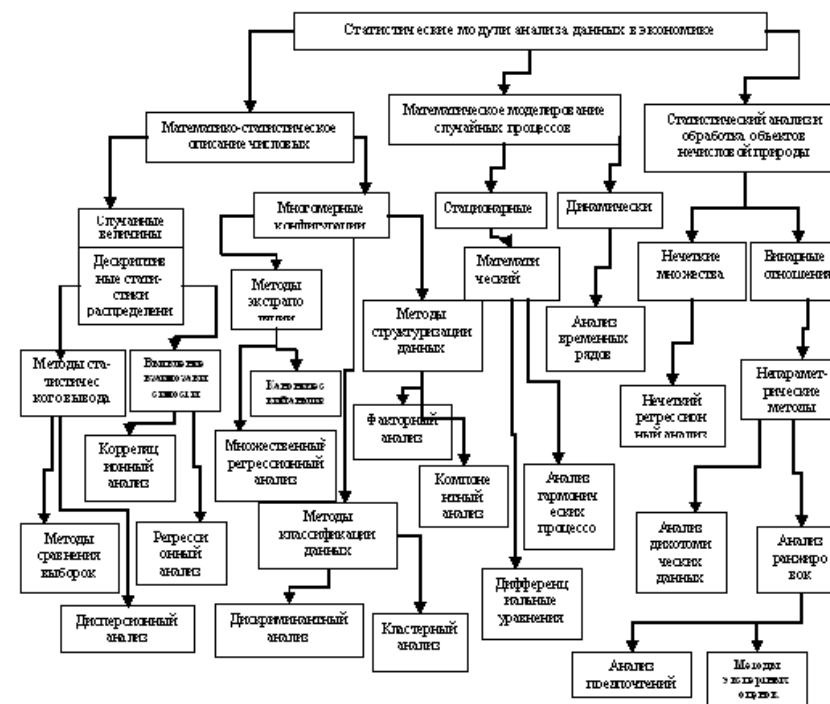 Статистические модули анализа данных в экономике
Математико-статистическое
описание числовых
Математическое моделирование
случайных процессов
Статистический анализ и
обработка объектов
нечисловой природы
Случайные
величины
Многомерные
конфигурации
Стационарные
Динамически
Нечеткие
множества
Бинарные
отношения
Дескриптив
ные стати-
стики
распределени
Методы
экстрапо
Математи
ческий
Методы
структуризации
данных
Анализ
временных
рядов
Методы ста-
тистичес
кого вывода
Непарамет-
рические
методы
Нечеткий
регрессион
ный анализ
Факторный
анализ
Корреляц
ионный
анализ
Множественный
регрессионный
анализ
Компоне
нтный
анализ
Анализ
гармонич
еских
процессо
Методы
классификации
данных
Методы
сравнения
выборок
Регресси
онный
анализ
Анализ
дихотоми
ческих
данных
Анализ
ранжиро
вок
Дифференц
иальные
уравнения
Дисперсионный
анализ
Дискриминантный
анализ
Кластерный
анализ
Анализ
предпочтений
Методы
экспертных
оценок